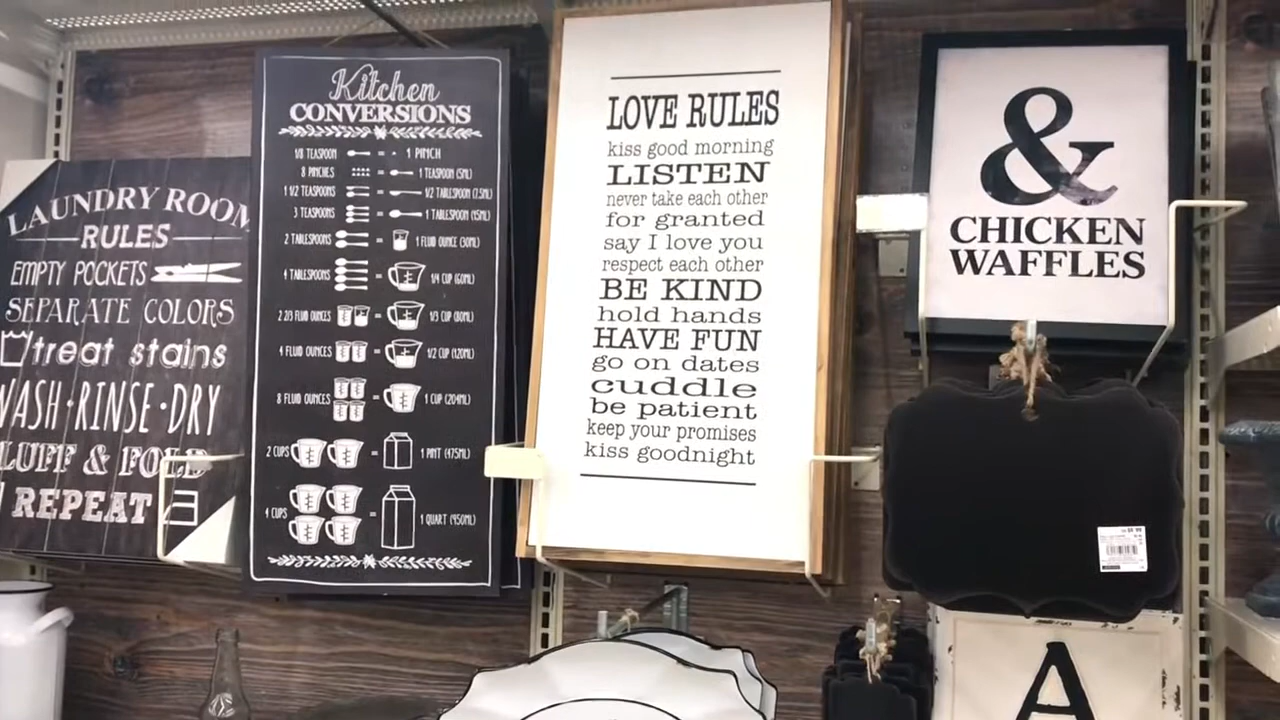 LAUNDRY ROOM
RULES
EMPTY POCKETS
SEPARATE COLORS
treat stains
WASH·RINSE·DRY
FLUFF & FOLD
REPEAT
Kitchen
CONVERSIONS
1/8 TEASPOON = 1 PINCH
8 PINCHES = 1 TEASPOON (5ML)
1 1/2 TEASPOONS = 1/2 TABLESPOON (7.5ML)
3 TEASPOONS = 1 TABLESPOON (15ML)
2 TABLESPOONS = 1 FLUID OUNCE (30ML)
4 TABLESPOONS = 1/4 CUP (60ML)
2 2/3 FLUID OUNCES = 1/3 CUP (80ML)
4 FLUID OUNCES = 1/2 CUP (120ML)
8 FLUID OUNCES = 1 CUP (204ML)
2 CUPS = 1 PINT (475ML)
4 CUPS = 1 QUART (950ML)
LOVE RULES
kiss good morning
LISTEN
never take each other
for granted
say I love you
respect each other
BE KIND
hold hands
HAVE FUN
go on dates
cuddle
be patient
keep your promises
kiss goodnight
&
CHICKEN
WAFFLES
A